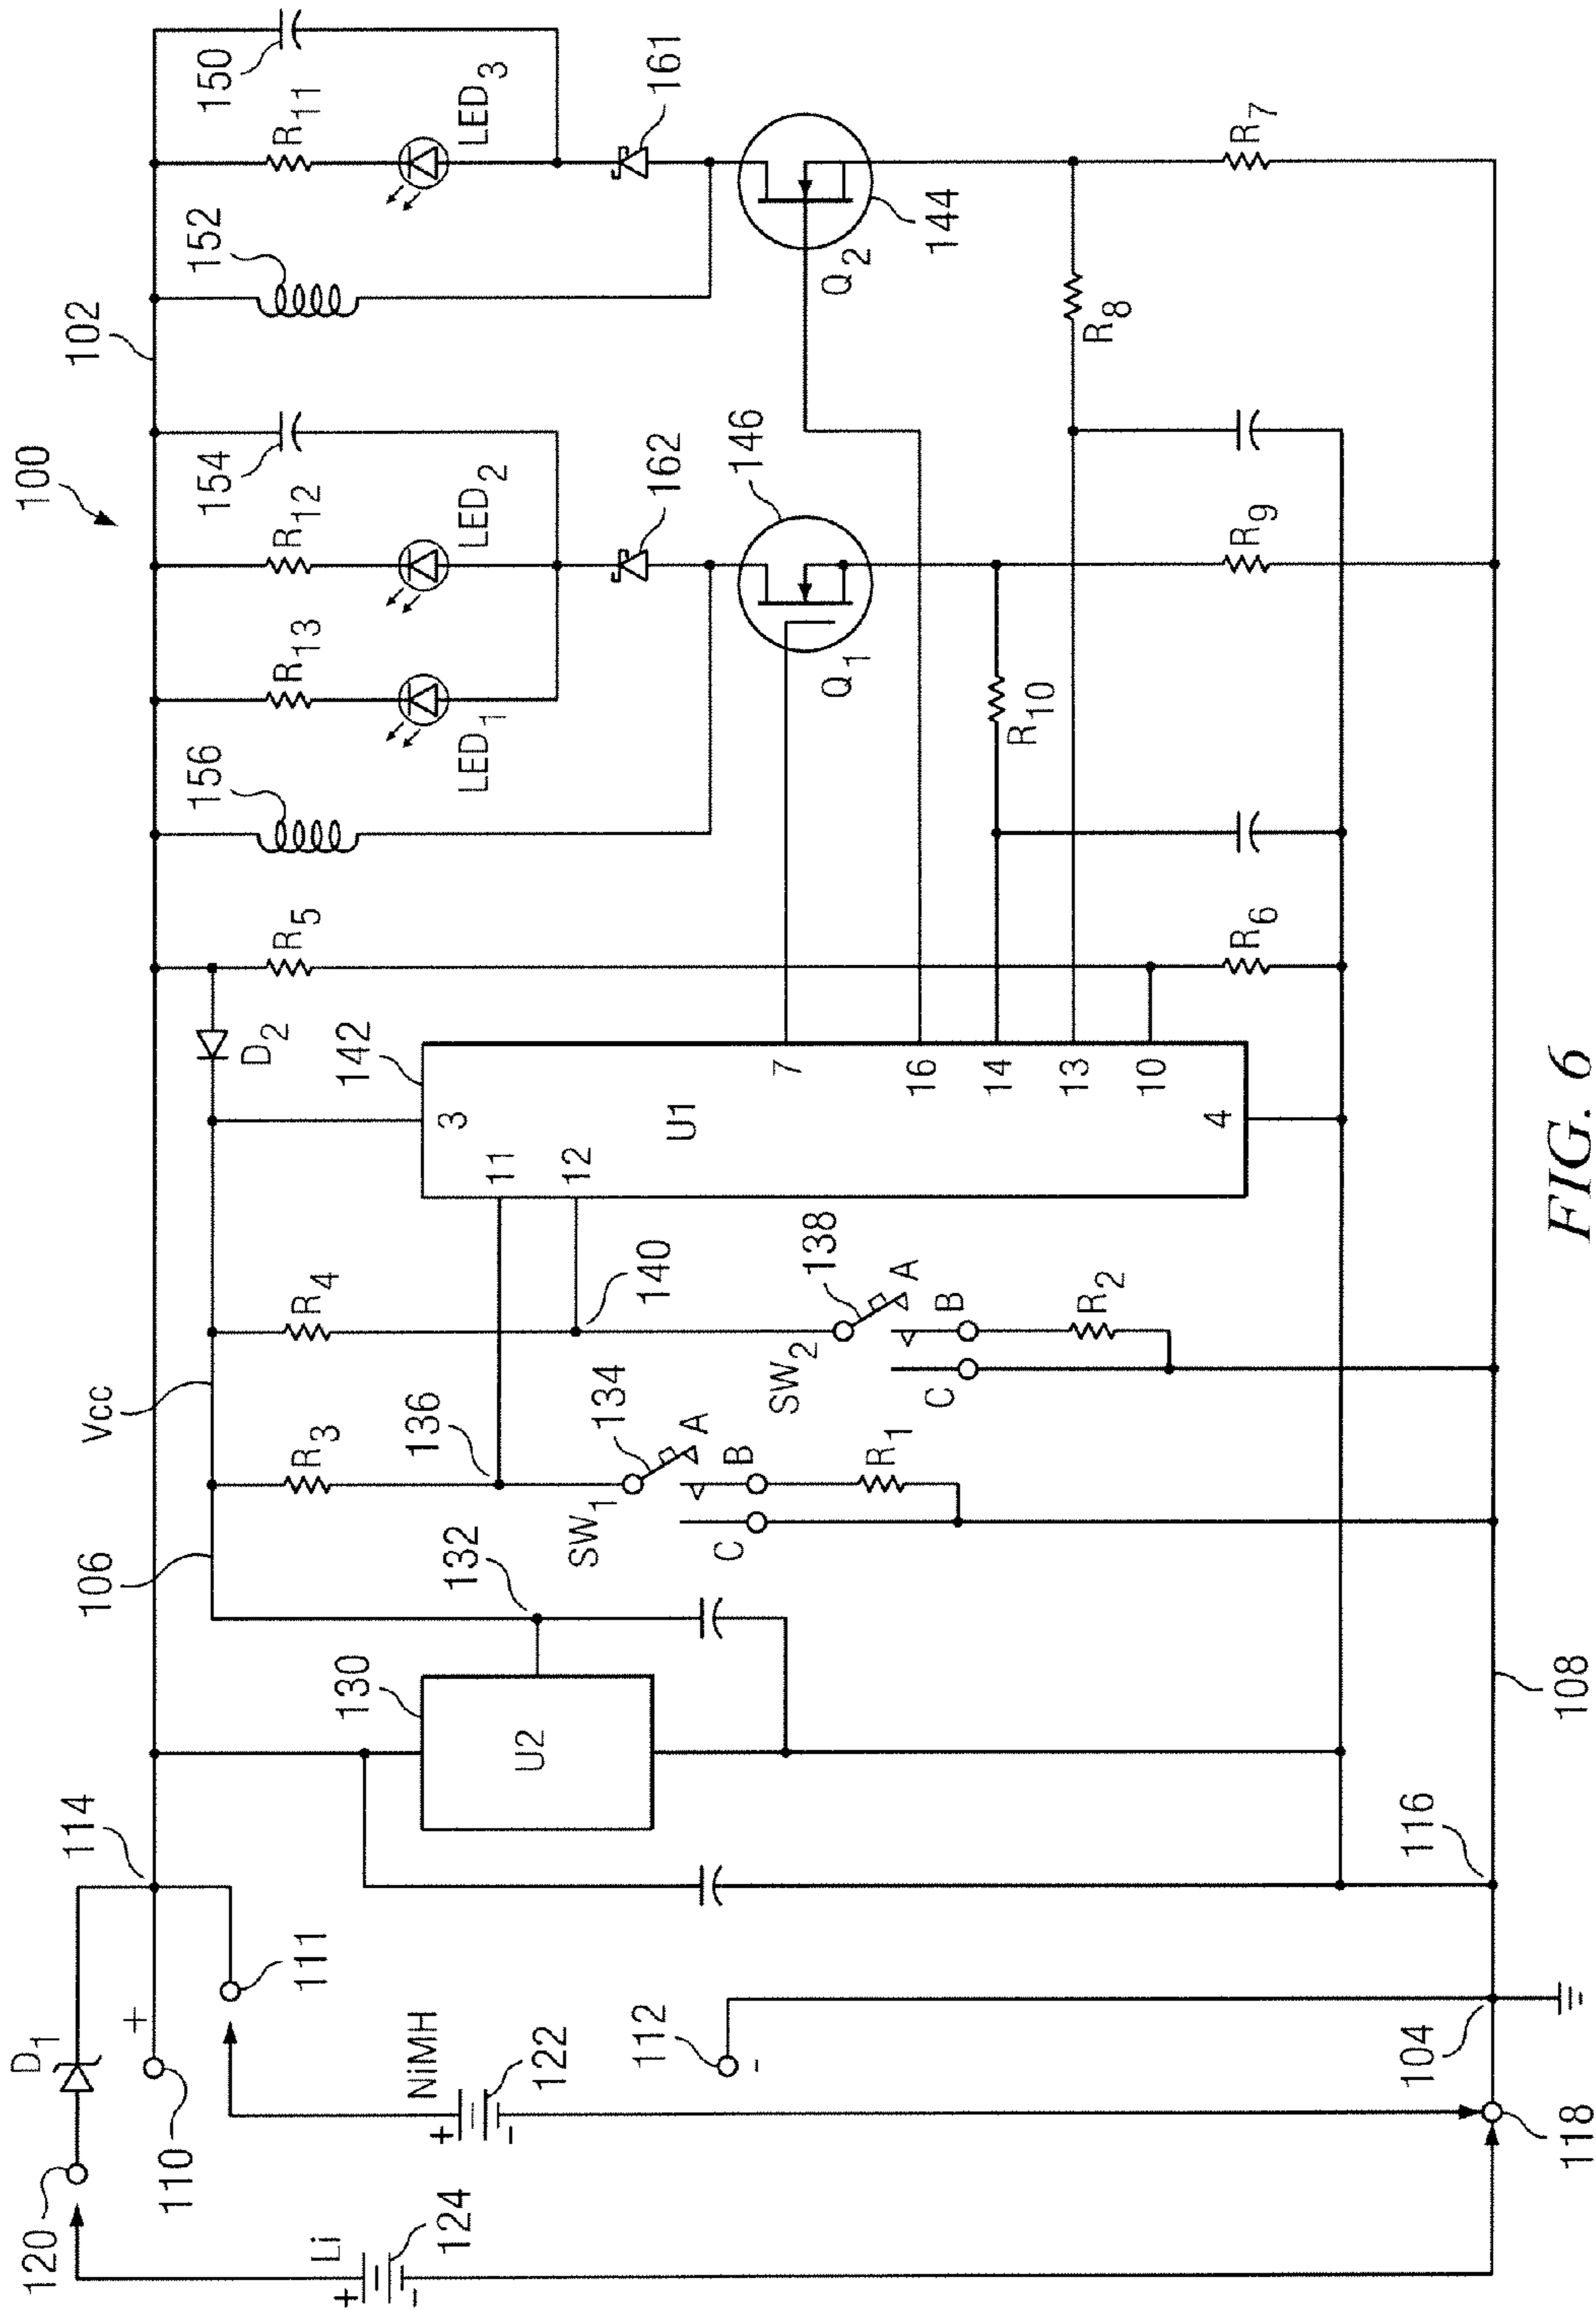 100
102
150
R11
LED3
161
152
Q2
144
R7
R8
154
R12
LED2
162
146
R13
LED1
Q1
R9
R10
156
R5
D2
142
3
11
12
U1
7
16
14
13
10
4
R6
Vcc
R4
140
138
A
B
C
SW2
R2
R3
136
134
A
B
C
SW1
R1
106
132
130
U2
114
116
108
D1
+
110
111
120
NiMH
+
-
122
112
-
104
118
Li
+
-
124
FIG. 6